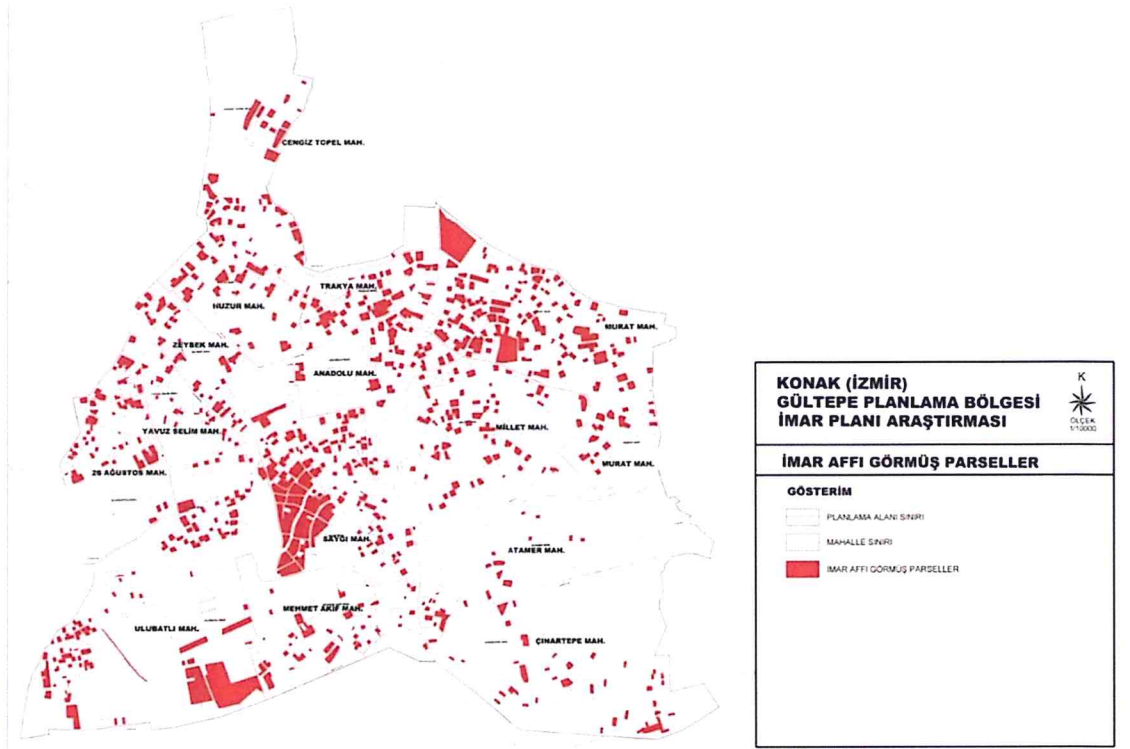 ÇENGİZ TOPEL MAH.
TRAKYA MAH.
HUZUR MAH.
MURAT MAH.
ZEYBEK MAH.
ANADOLU MAH.
MİLLET MAH.
YAVUZ SELİM MAH.
MURAT MAH.
26 AĞUSTOS MAH.
SAYGI MAH.
ATAMER MAH.
MEHMET AKİF MAH.
ULUBATLI MAH.
ÇINARTEPE MAH.
KONAK (İZMİR)
GÜLTEPE PLANLAMA BÖLGESİ
İMAR PLANI ARAŞTIRMASI
K
ÖLÇEK
1/10000
İMAR AFFI GÖRMÜŞ PARSELLER
GÖSTERİM
PLANLAMA ALANI SINIRI
MAHALLE SINIRI
İMAR AFFI GÖRMÜŞ PARSELLER